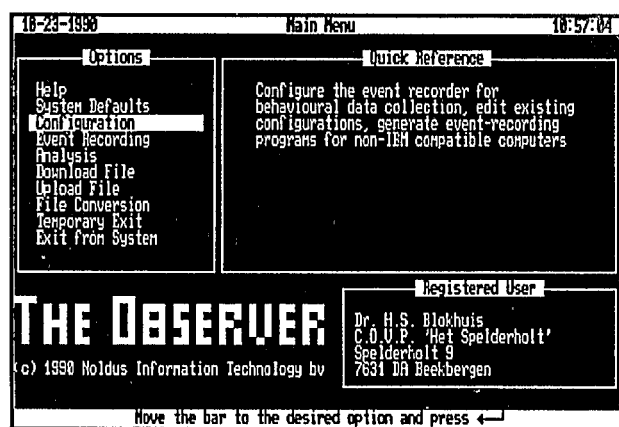 10-23-1990 Main Menu 10:57:04
Options
Help
System Defaults
Configuration
Event Recording
Analysis
Download File
Upload File
File Conversion
Temporary Exit
Exit from System
Quick Reference
Configure the event recorder for
behavioural data collection, edit existing
configurations, generate event-recording
programs for non-IBM compatible computers
THE OBSERVER
(c) 1990 Noldus Information Technology bv
Registered User
Dr. H.S. Blokhuis
C.O.V.P. 'Het Spelderholt'
Spelderholt 9
7631 DA Beekbergen
Move the bar to the desired option and press ←┘